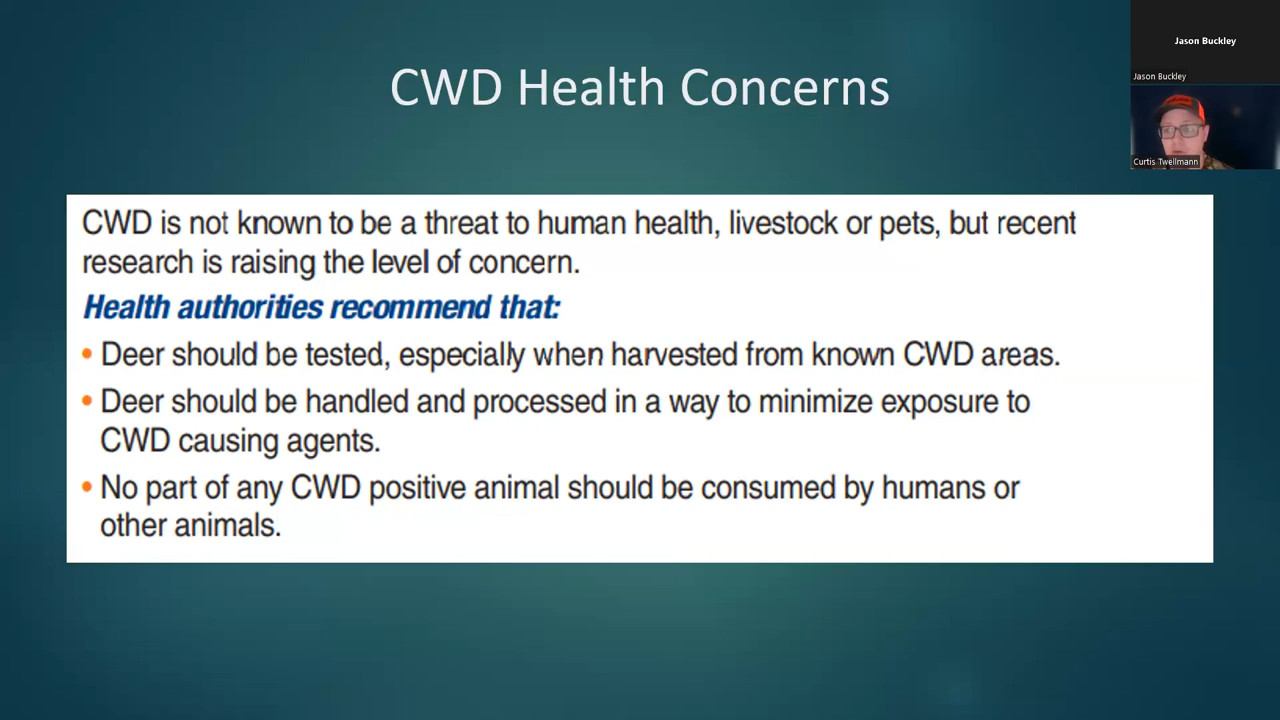 CWD Health Concerns
Jason Buckley
Jason Buckley
Curtis Twellmann
CWD is not known to be a threat to human health, livestock or pets, but recent
research is raising the level of concern.
Health authorities recommend that:
• Deer should be tested, especially when harvested from known CWD areas.
• Deer should be handled and processed in a way to minimize exposure to
CWD causing agents.
• No part of any CWD positive animal should be consumed by humans or
other animals.